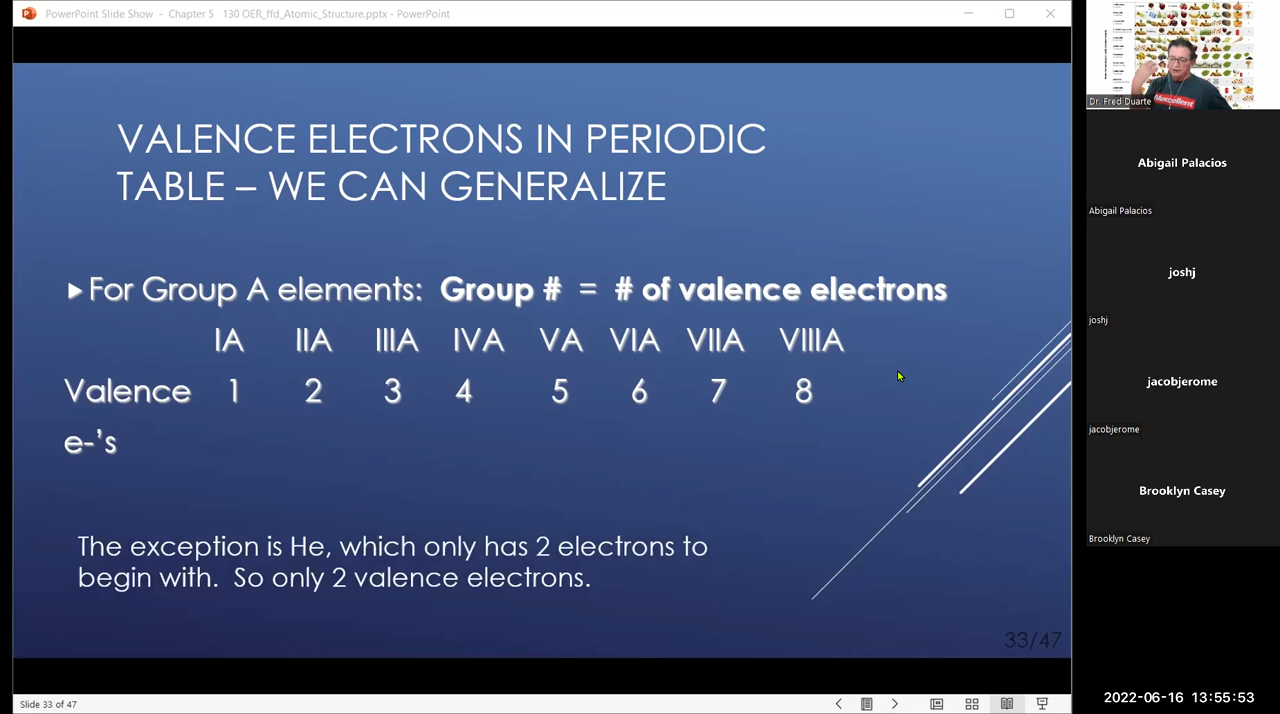 PowerPoint Slide Show - Chapter 5 130 OER_ffd_Atomic_Structure.pptx - PowerPoint
VALENCE ELECTRONS IN PERIODIC
TABLE – WE CAN GENERALIZE
For Group A elements: Group # = # of valence electrons
IA IIA IIIA IVA VA VIA VIIA VIIIA
Valence 1 2 3 4 5 6 7 8
e-'s
The exception is He, which only has 2 electrons to
begin with. So only 2 valence electrons.
33/47
Slide 33 of 47
Dr. Fred Duarte
Abigail Palacios
Abigail Palacios
joshj
joshj
jacobjerome
jacobjerome
Brooklyn Casey
Brooklyn Casey
2022-06-16 13:55:53